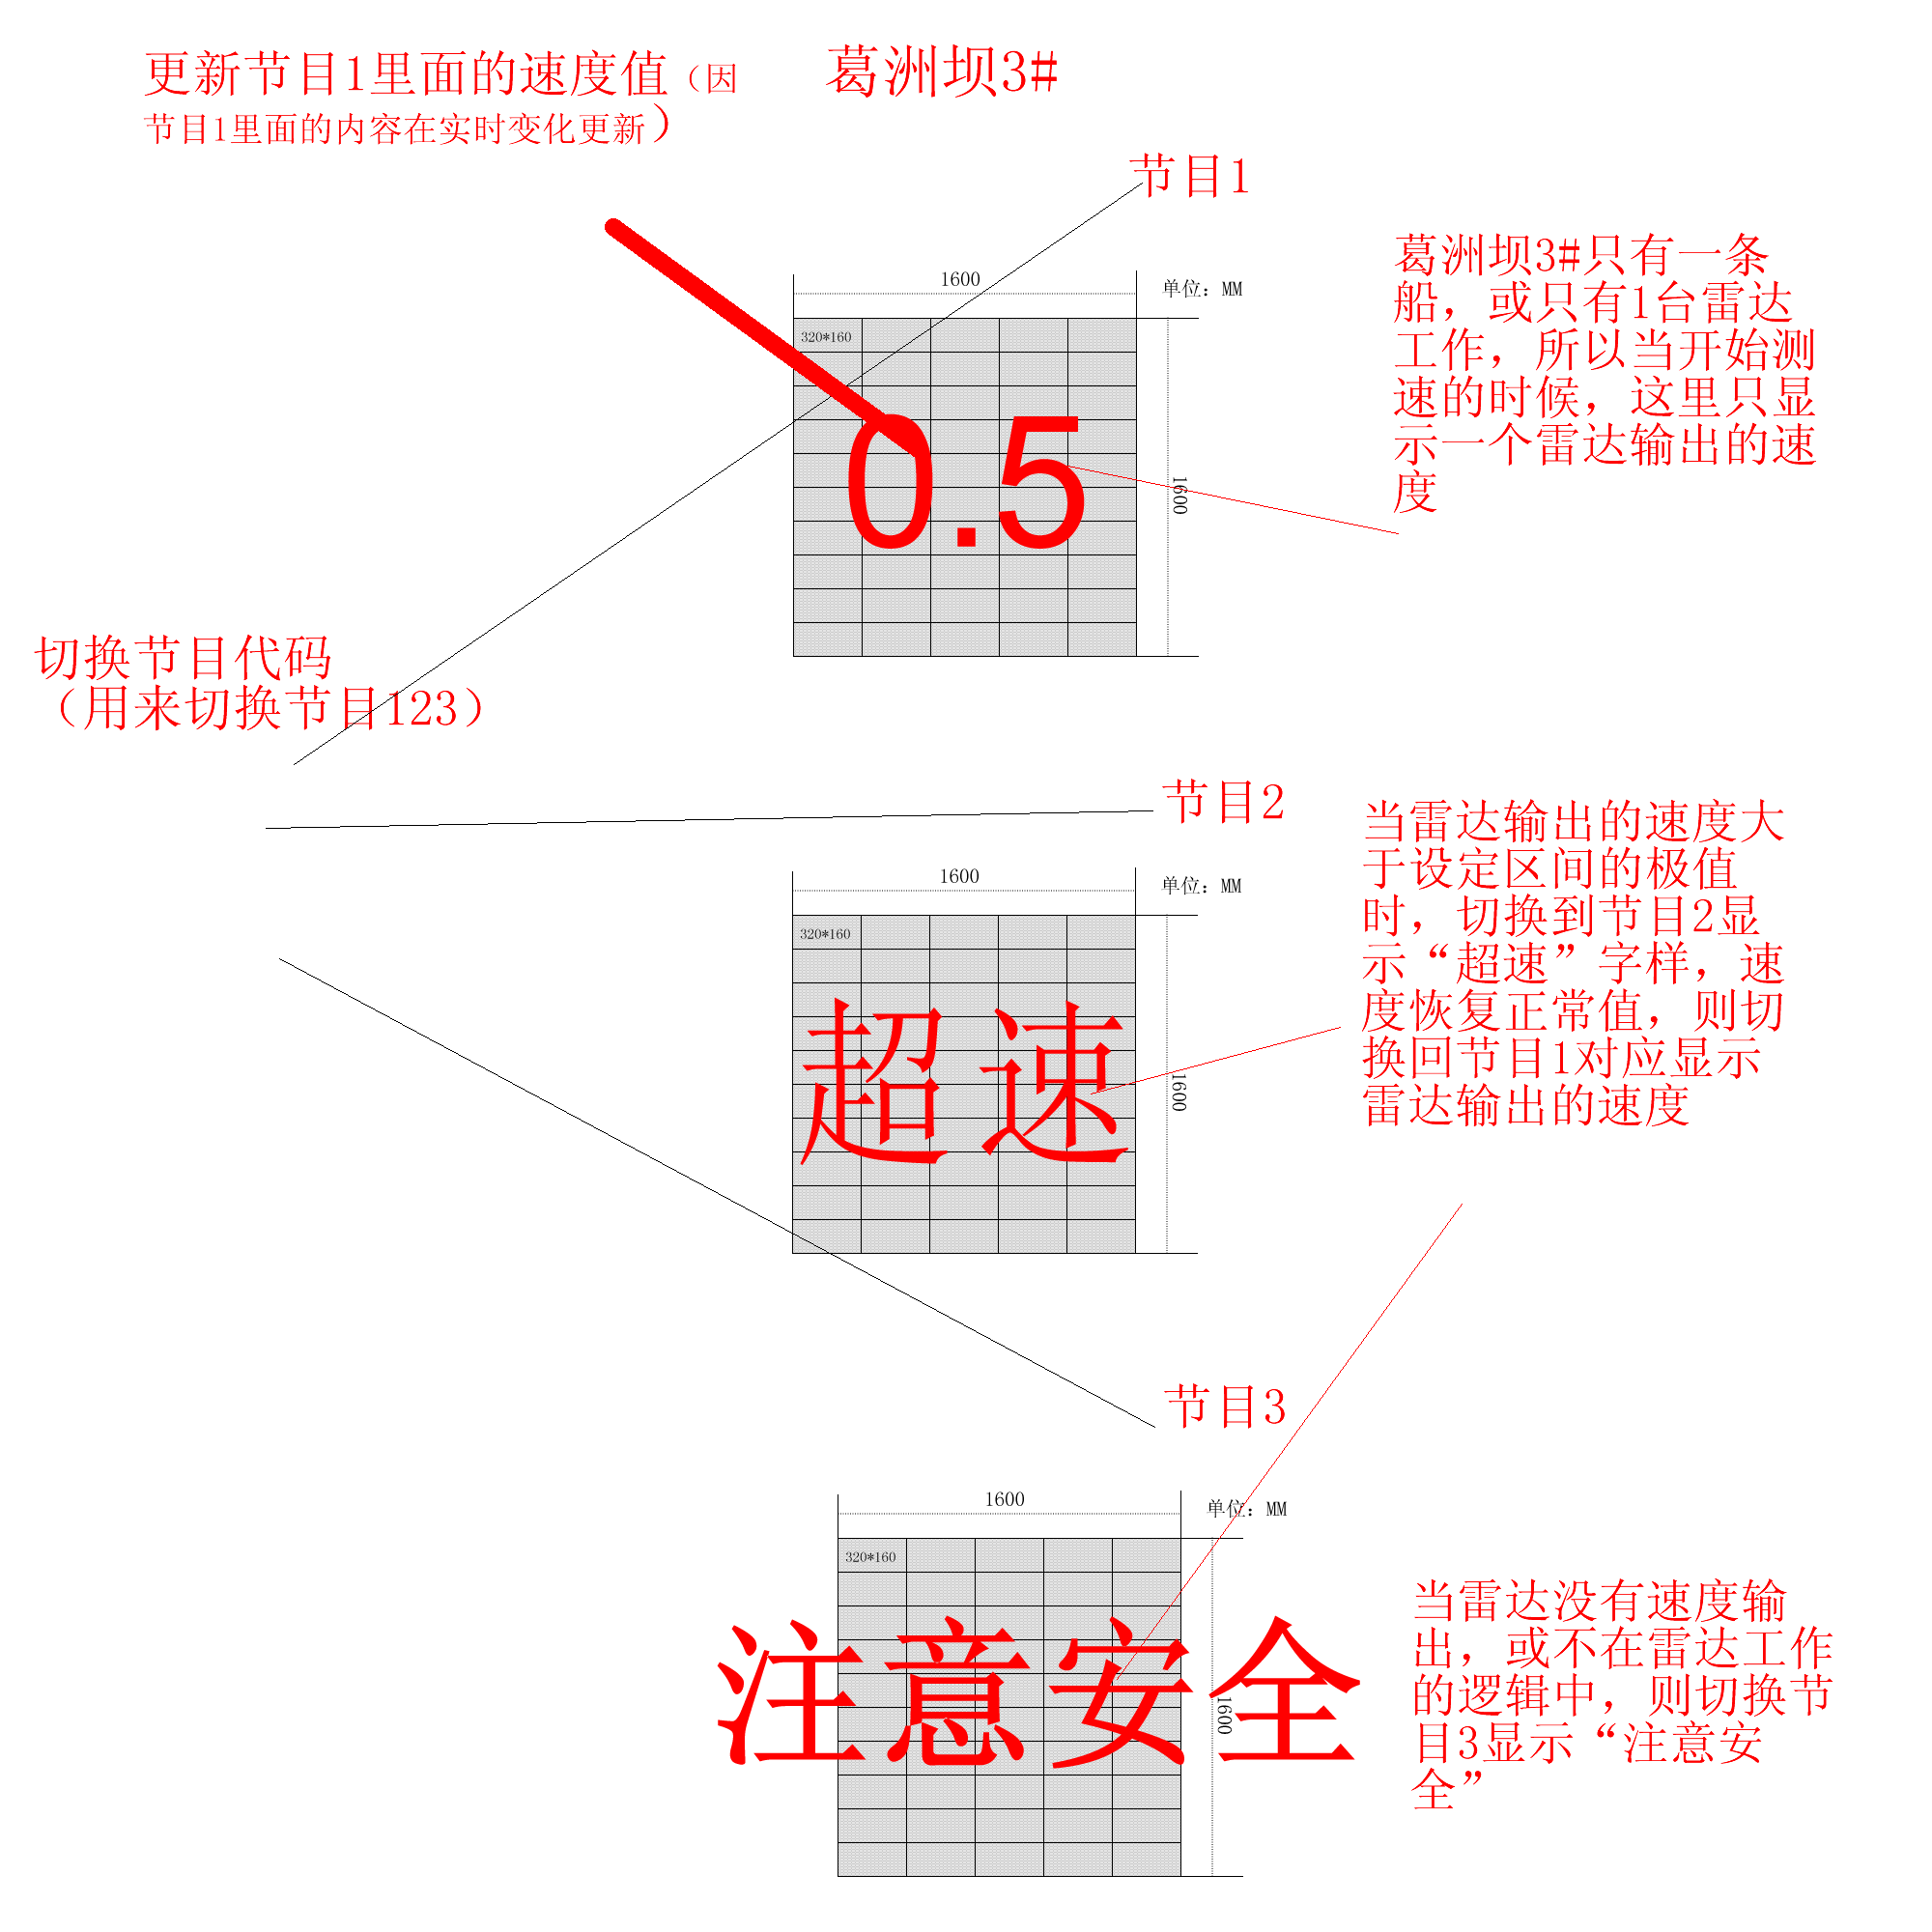 更新节目1里面的速度值（因
节目1里面的内容在实时变化更新）
葛洲坝3#
节目1
1600
单位：MM
320*160
0.5
1600
葛洲坝3#只有一条
船，或只有1台雷达
工作，所以当开始测
速的时候，这里只显
示一个雷达输出的速
度
切换节目代码
（用来切换节目123）
节目2
1600
单位：MM
320*160
超速
1600
当雷达输出的速度大
于设定区间的极值
时，切换到节目2显
示“超速”字样，速
度恢复正常值，则切
换回节目1对应显示
雷达输出的速度
节目3
1600
单位：MM
320*160
注意安全
1600
当雷达没有速度输
出，或不在雷达工作
的逻辑中，则切换节
目3显示“注意安
全”